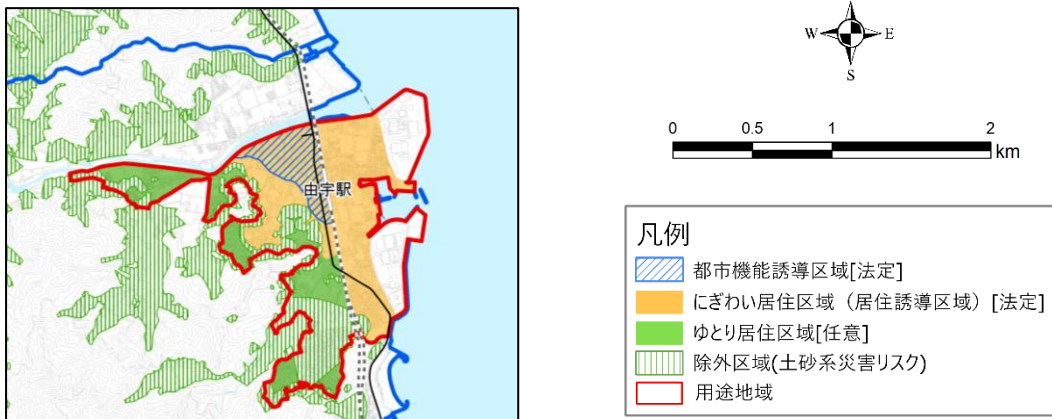 由宇駅
W
E
S
0 0.5 1 2
km
凡例
都市機能誘導区域[法定]
にぎわい居住区域（居住誘導区域）[法定]
ゆとり居住区域[任意]
除外区域(土砂系災害リスク)
用途地域